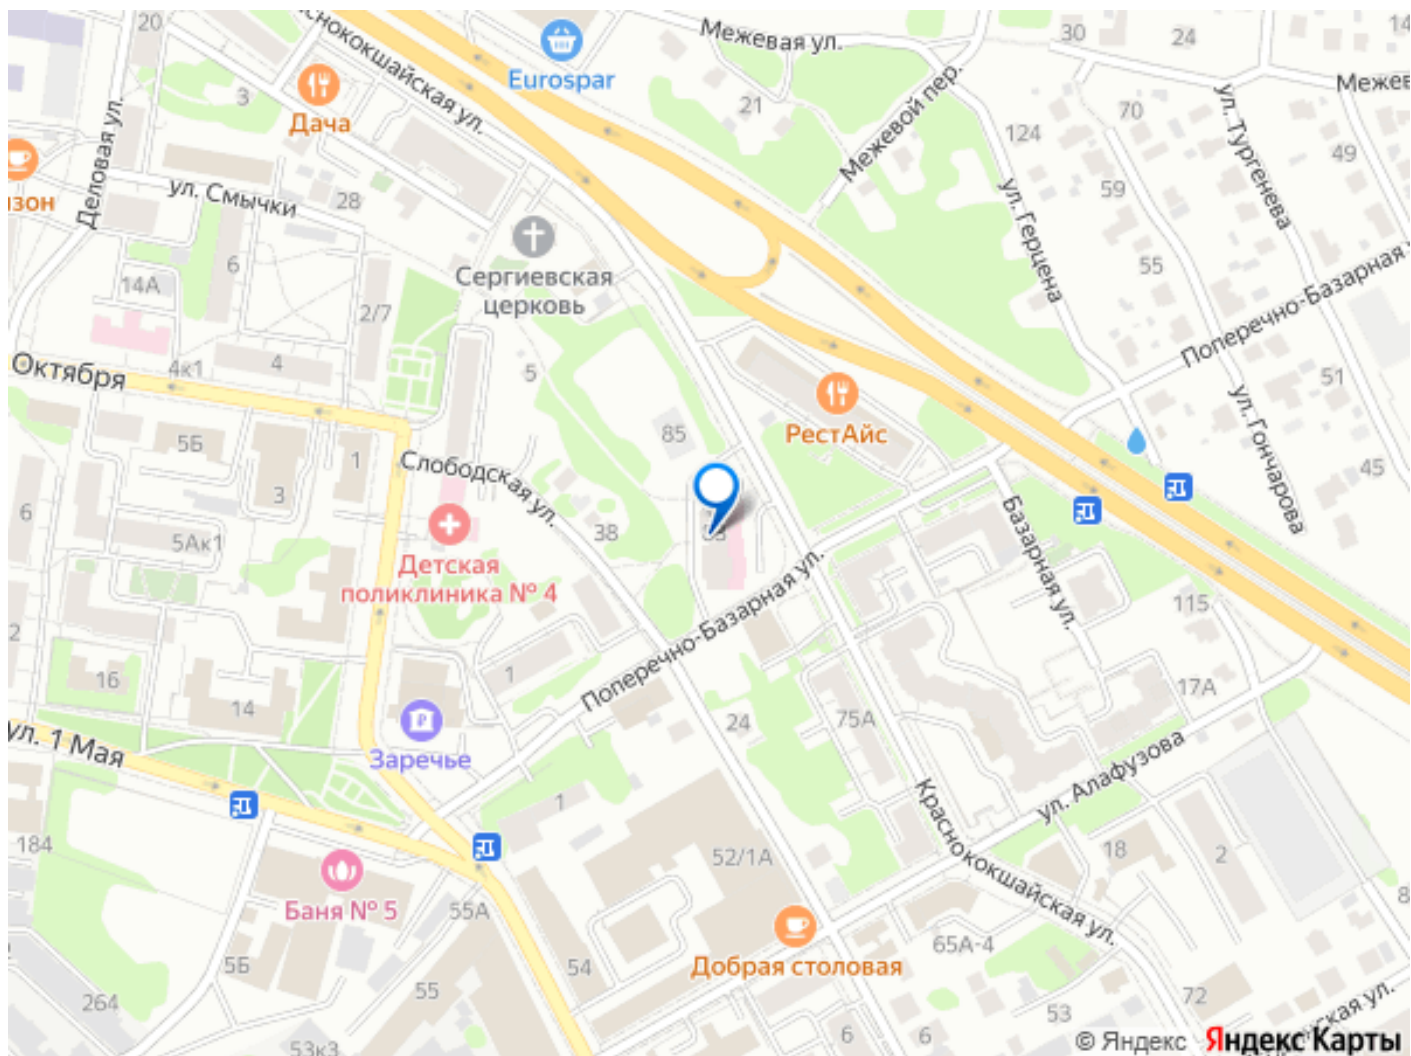 20
Краснококшайская ул.
Eurospar
Межевая ул.
30
24
14
Межев
3
Дача
21
Межевой пер.
124
70
ул. Тургенева
49
Деловая ул.
изон
ул. Смычки
28
59
ул. Герцена
6
Сергиевская
церковь
55
14А
2/7
Поперечно-Базарная
Октября
4к1
4
5
51
РестАйс
ул. Гончарова
85
5Б
1
Слободская ул.
45
3
6
38
5Ак1
Базарная ул.
Детская
поликлиника № 4
Поперечно-Базарная ул.
115
2
16
14
1
17А
24
75А
ул. 1 Мая
Заречье
ул. Алафузова
1
Краснококшайская ул.
184
52/1А
18
2
Баня № 5
55А
8
65А-4
5Б
54
Добрая столовая
264
55
72
53
6
6
53к3
нская ул.
© Яндекс
Яндекс Карты